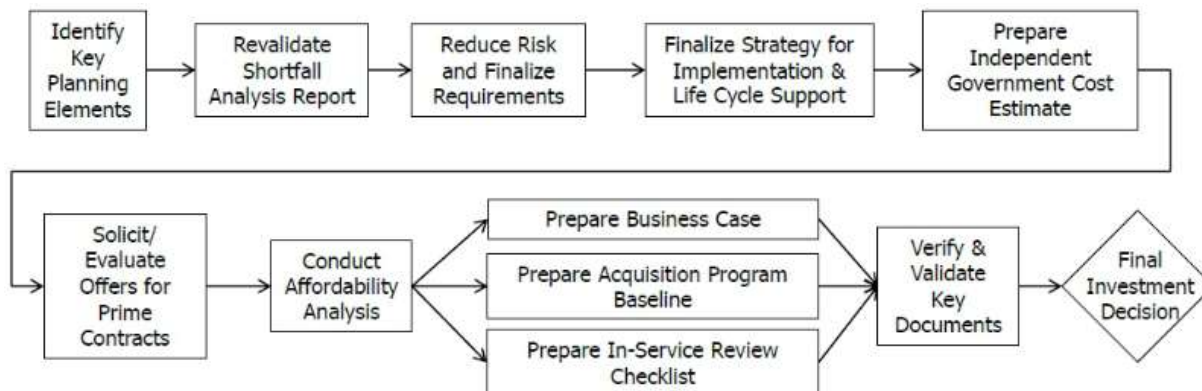 Identify
Key
Planning
Elements
Revalidate
Shortfall
Analysis Report
Reduce Risk
and Finalize
Requirements
Finalize Strategy for
Implementation &
Life Cycle Support
Prepare
Independent
Government Cost
Estimate
Solicit/
Evaluate
Offers for
Prime
Contracts
Conduct
Affordability
Analysis
Prepare Business Case
Prepare Acquisition Program
Baseline
Prepare In-Service Review
Checklist
Verify &
Validate
Key
Documents
Final
Investment
Decision